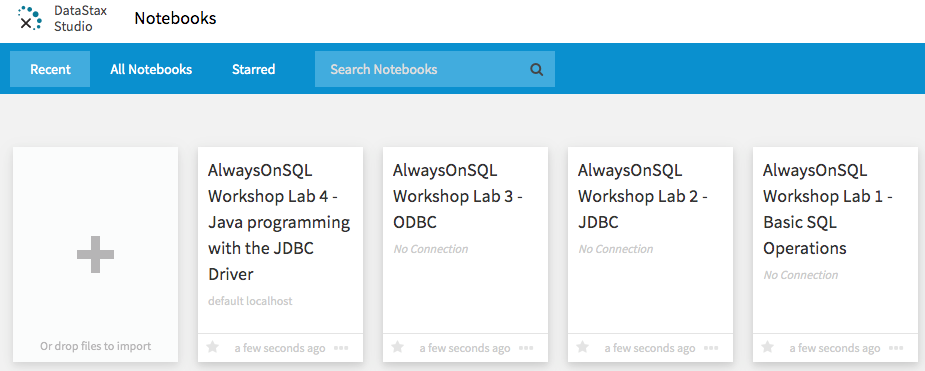 DataStax
Studio
Notebooks
Recent
All Notebooks
Starred
Search Notebooks
Or drop files to import
AlwaysOnSQL
Workshop Lab 4 -
Java programming
with the JDBC
Driver
default localhost
a few seconds ago
AlwaysOnSQL
Workshop Lab 3 -
ODBC
No Connection
a few seconds ago
AlwaysOnSQL
Workshop Lab 2 -
JDBC
No Connection
a few seconds ago
AlwaysOnSQL
Workshop Lab 1 -
Basic SQL
Operations
No Connection
a few seconds ago